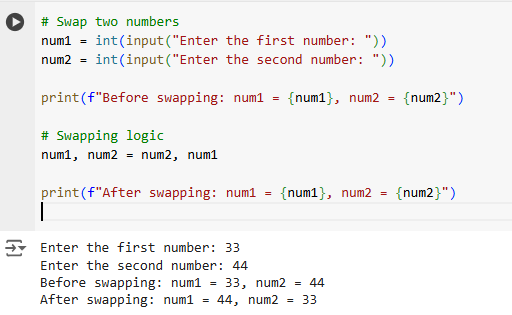 # Swap two numbers
num1 = int(input("Enter the first number: "))
num2 = int(input("Enter the second number: "))
print(f"Before swapping: num1 = {num1}, num2 = {num2}")
# Swapping logic
num1, num2 = num2, num1
print(f"After swapping: num1 = {num1}, num2 = {num2}")
Enter the first number: 33
Enter the second number: 44
Before swapping: num1 = 33, num2 = 44
After swapping: num1 = 44, num2 = 33